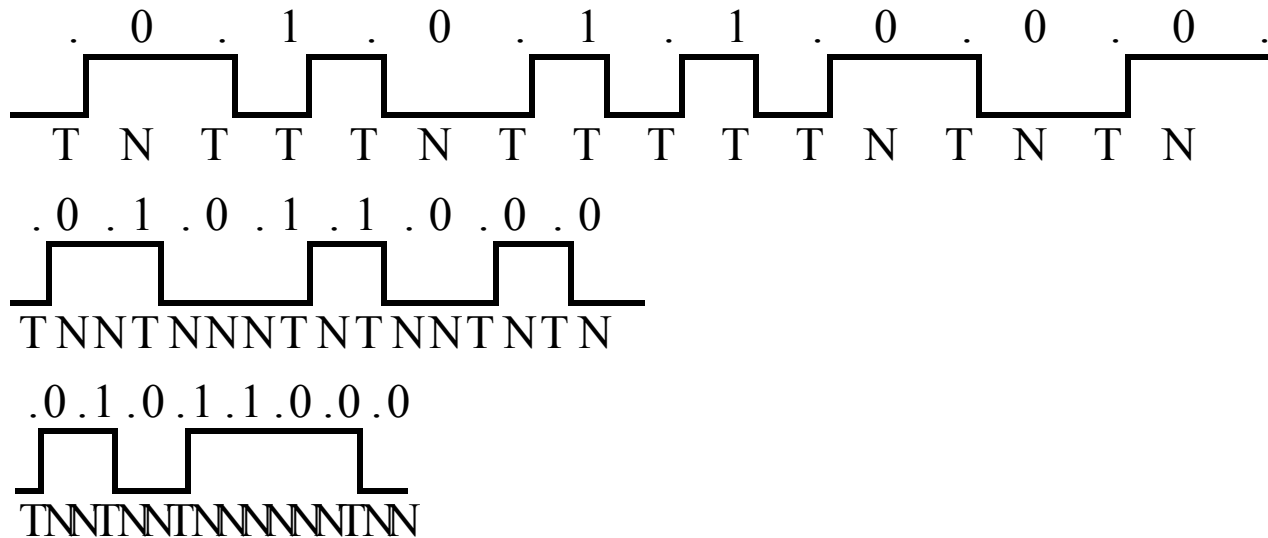 . 0 . 1 . 0 . 1 . 1 . 0 . 0 . 0 .
T N T T T N T T T T T N T N T N
. 0 . 1 . 0 . 1 . 1 . 0 . 0 . 0
T N N T N N N T N T N N T N T N
.0.1.0.1.1.0.0.0
TNNTNNTNNNNNNTNN